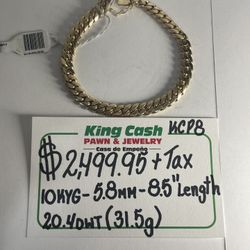 King Cash KCP8
PAWN & JEWELRY
Casa de Empeño
$2,499.95 + Tax
10KYG - 5.8mm - 8.5" Length
20.4DWT (31.5g)